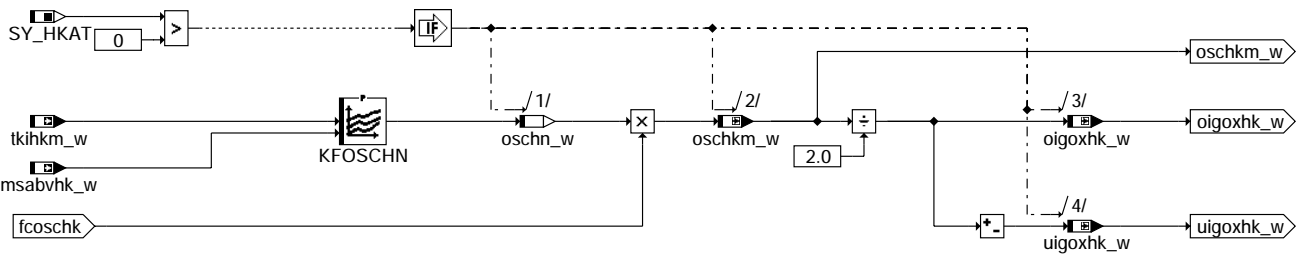 SY_HKAT
0
>
IF
oschkm_w
/1/
/2/
/3/
tkihkm_w
P
KFOSCHN
oschn_w
×
oschkm_w
÷
2.0
oigoxhk_w
oigoxhk_w
msabvhk_w
/4/
fcoschk
+ -
uigoxhk_w
uigoxhk_w